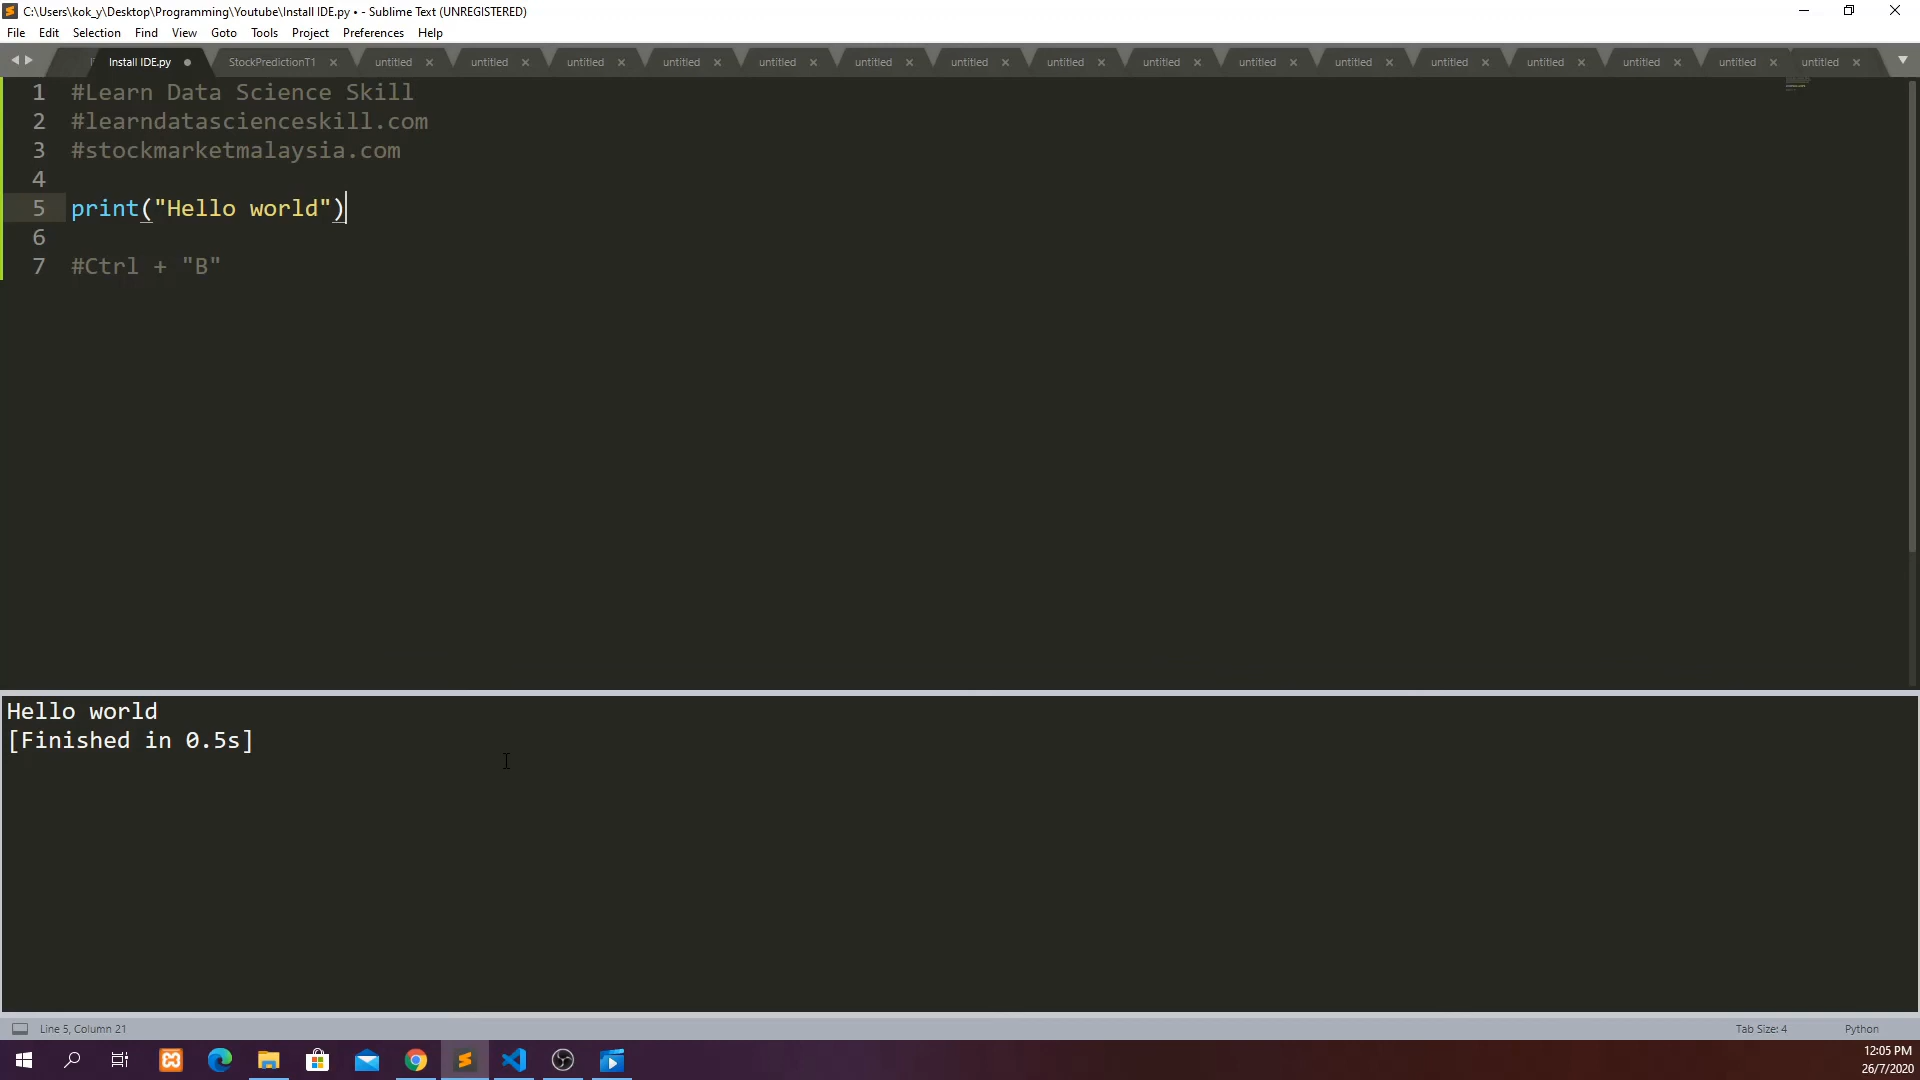 C:\Users\kok_y\Desktop\Programming\Youtube\Install IDE.py • - Sublime Text (UNREGISTERED)
File Edit Selection Find View Goto Tools Project Preferences Help
Install IDE.py StockPredictionT1 untitled untitled untitled untitled untitled untitled untitled untitled untitled untitled untitled untitled untitled untitled untitled untitled
1 #Learn Data Science Skill
2 #learndatascienceskill.com
3 #stockmarketmalaysia.com
4
5 print("Hello world")
6
7 #Ctrl + "B"
Hello world
[Finished in 0.5s]
Line 5, Column 21 Tab Size: 4 Python
12:05 PM
26/7/2020